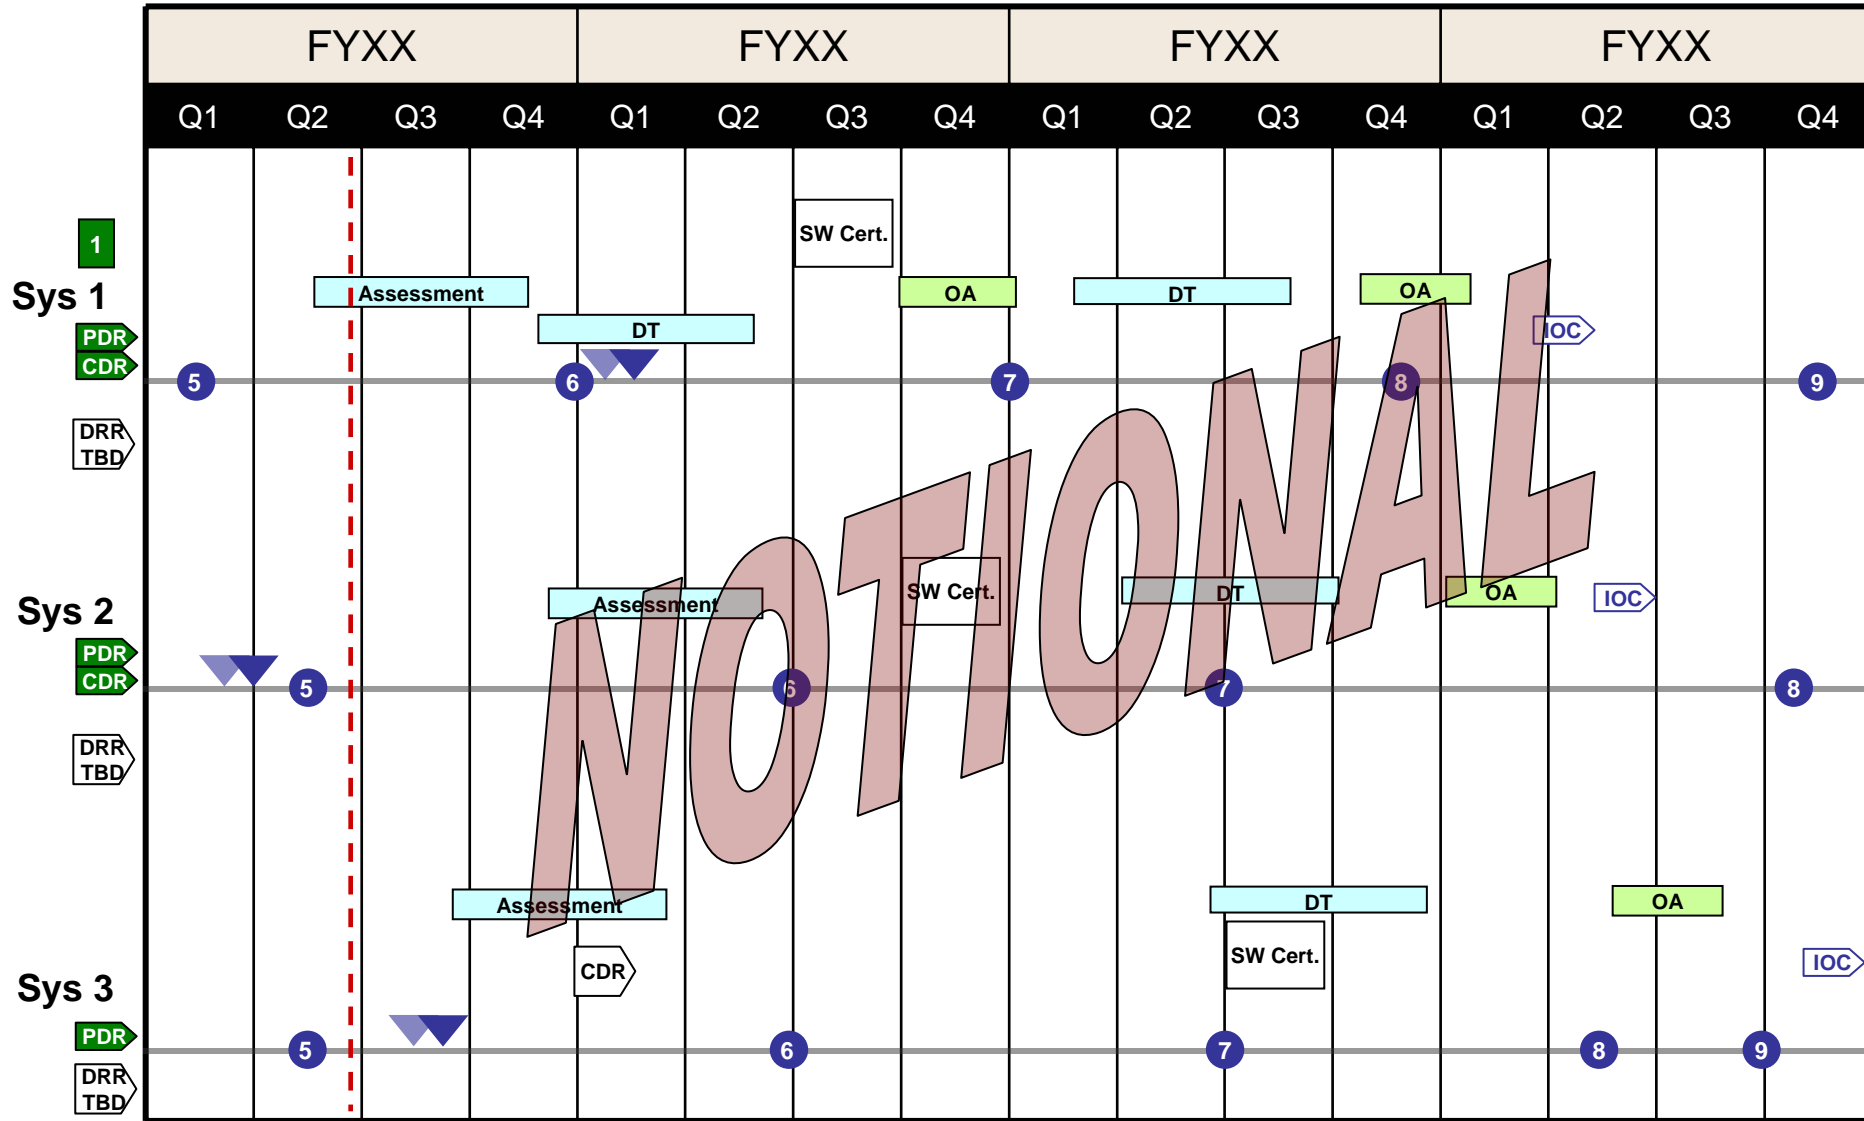 FYXX FYXX FYXX FYXX
Q1 Q2 Q3 Q4 Q1 Q2 Q3 Q4 Q1 Q2 Q3 Q4 Q1 Q2 Q3 Q4
1
SW Cert.
Sys 1
Assessment OA DT OA
DT IOC
PDR
CDR
5 6 7 8 9
DRR
TBD
NOTIONAL
Sys 2
Assessment SW Cert. DT OA IOC
PDR
CDR
5 6 7 8
DRR
TBD
Assessment DT OA
SW Cert.
CDR IOC
Sys 3
PDR
5 6 7 8 9
DRR
TBD